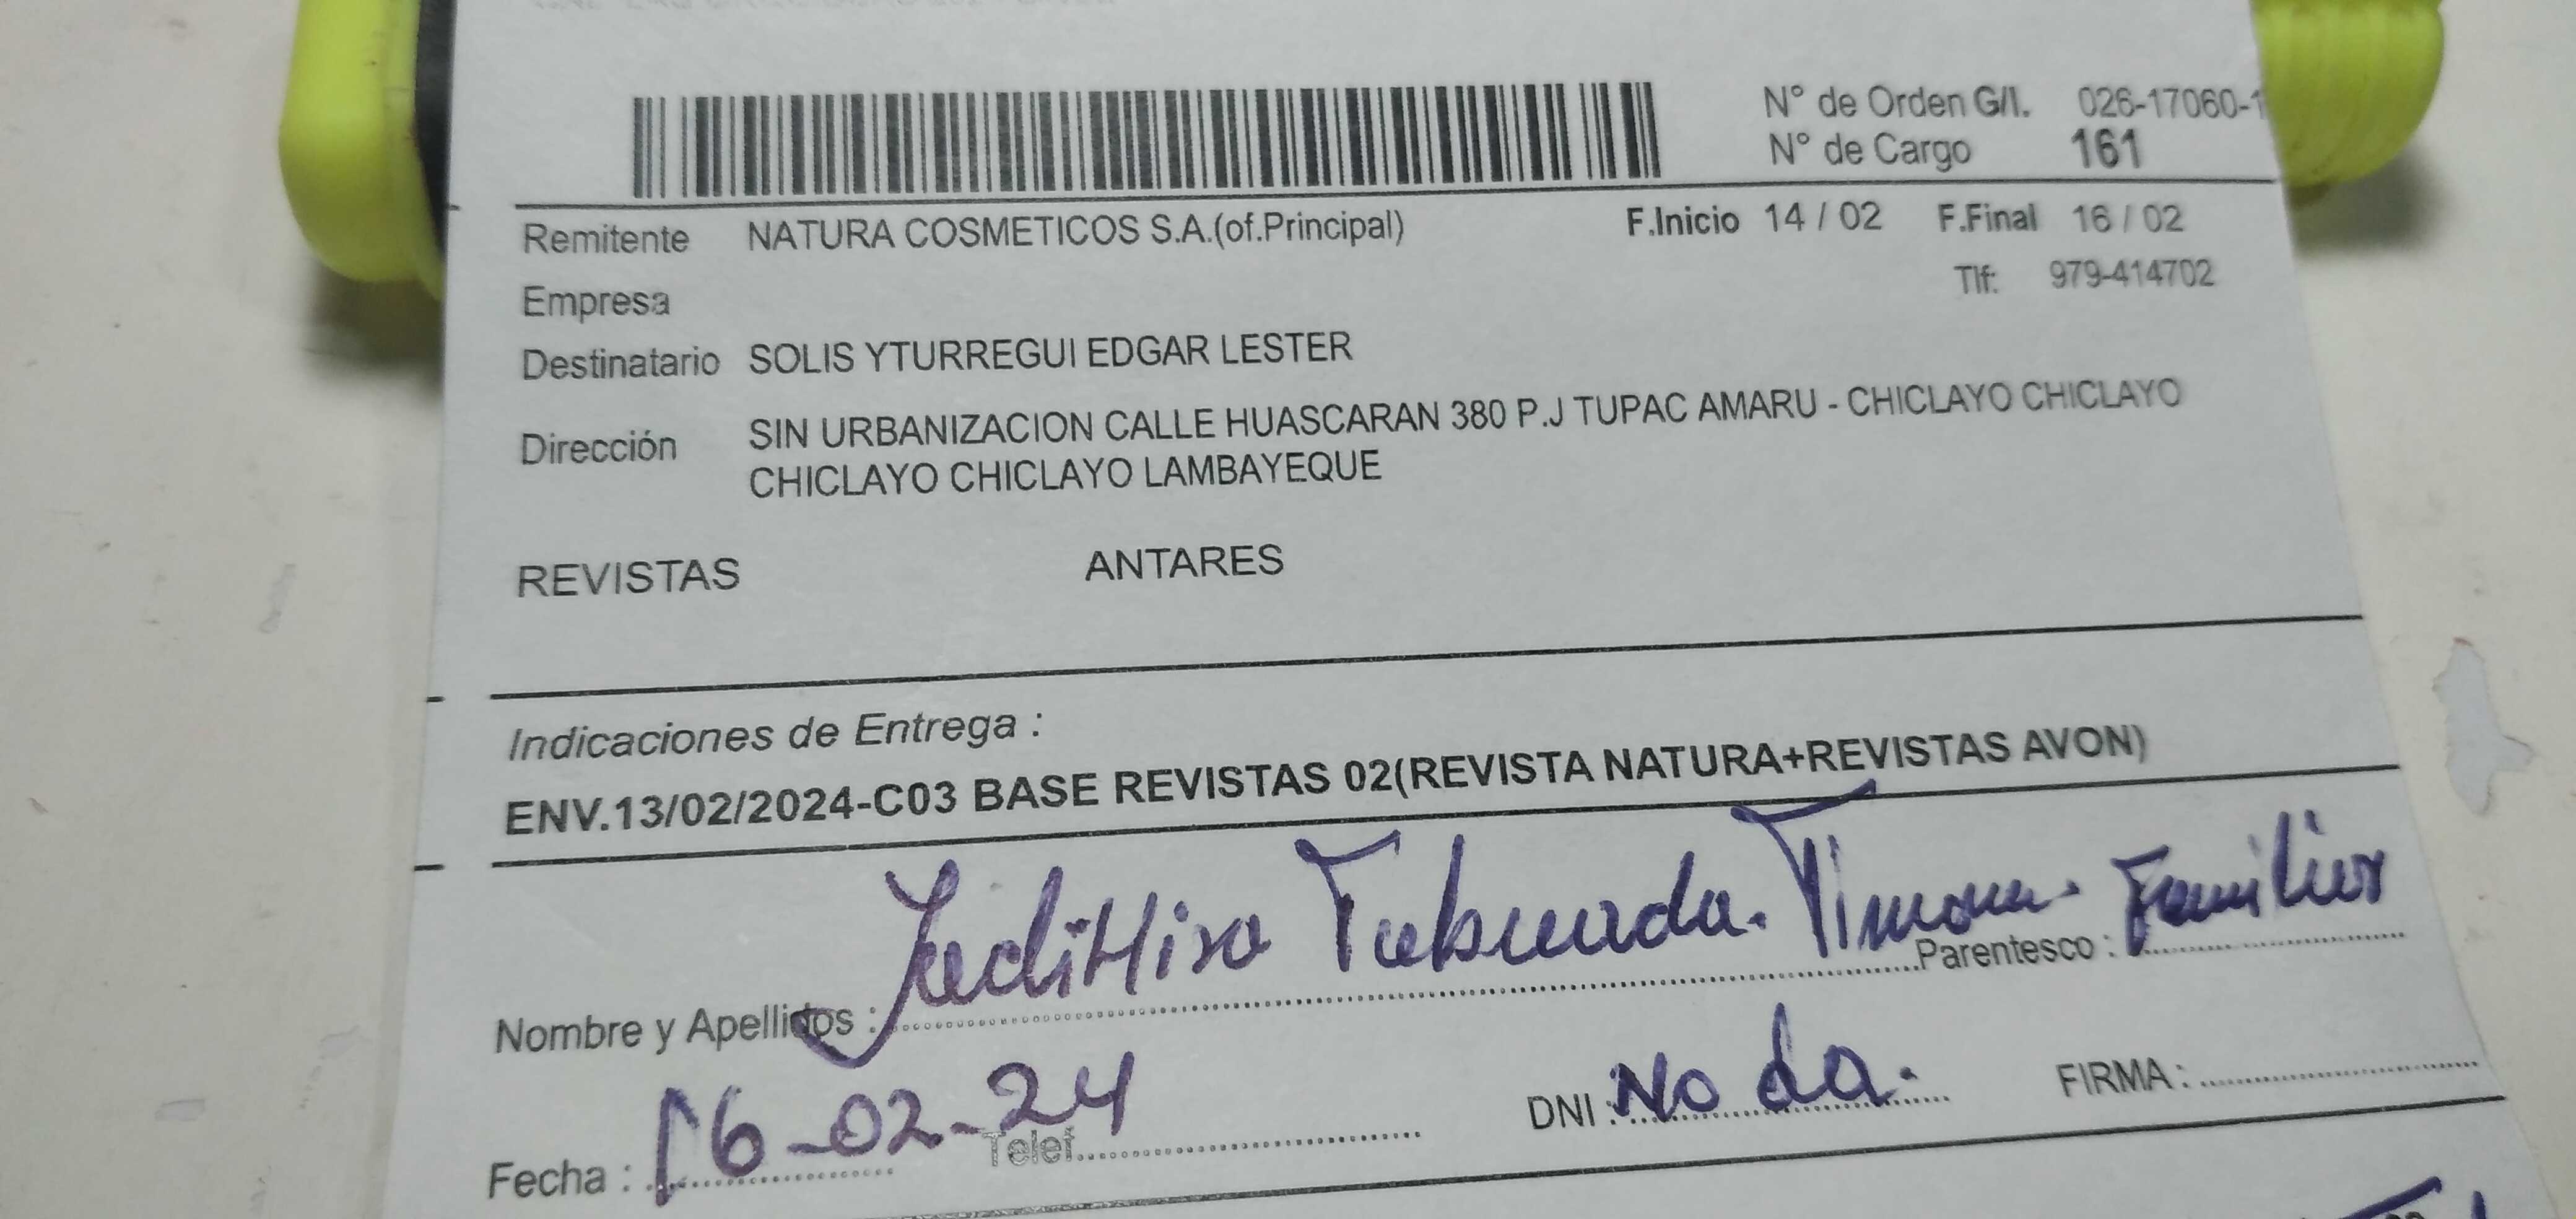 N° de Orden G/I. 026-17060-1
N° de Cargo 161
Remitente NATURA COSMETICOS S.A.(of.Principal) F.Inicio 14 / 02 F.Final 16 / 02
Empresa Tlf: 979-414702
Destinatario SOLIS YTURREGUI EDGAR LESTER
Dirección SIN URBANIZACION CALLE HUASCARAN 380 P.J TUPAC AMARU - CHICLAYO CHICLAYO
CHICLAYO CHICLAYO LAMBAYEQUE
REVISTAS ANTARES
Indicaciones de Entrega :
ENV.13/02/2024-C03 BASE REVISTAS 02(REVISTA NATURA+REVISTAS AVON)
Nombre y Apellidos : Parentesco : Familiar
Fecha : 16-02-24 Telef. DNI : No da. FIRMA :